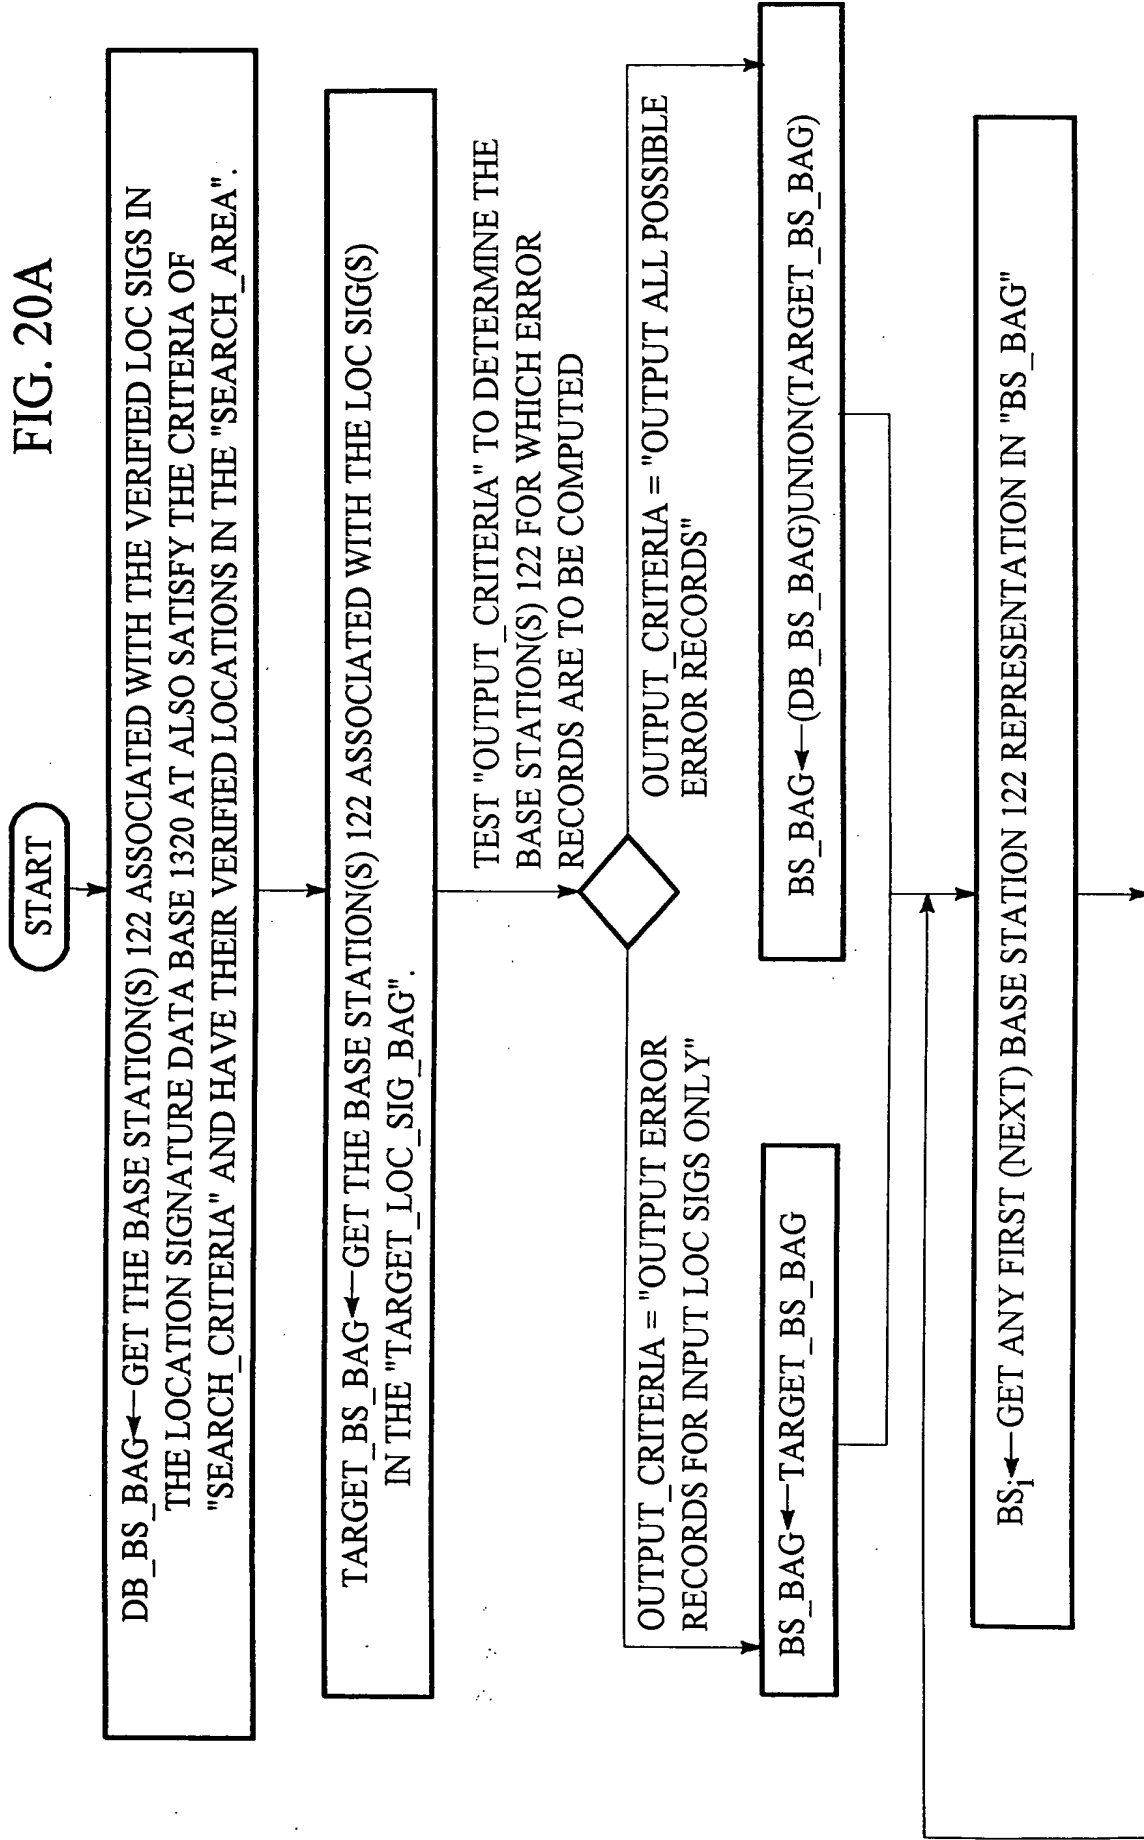 FIG. 20A
START
DB_BS_BAG←GET THE BASE STATION(S) 122 ASSOCIATED WITH THE VERIFIED LOC SIGS IN
THE LOCATION SIGNATURE DATA BASE 1320 AT ALSO SATISFY THE CRITERIA OF
"SEARCH_CRITERIA" AND HAVE THEIR VERIFIED LOCATIONS IN THE "SEARCH_AREA".
TARGET_BS_BAG←GET THE BASE STATION(S) 122 ASSOCIATED WITH THE LOC SIG(S)
IN THE "TARGET_LOC_SIG_BAG".
TEST "OUTPUT_CRITERIA" TO DETERMINE THE
BASE STATION(S) 122 FOR WHICH ERROR
RECORDS ARE TO BE COMPUTED
OUTPUT_CRITERIA = "OUTPUT ERROR
RECORDS FOR INPUT LOC SIGS ONLY"
OUTPUT_CRITERIA = "OUTPUT ALL POSSIBLE
ERROR RECORDS"
BS_BAG←TARGET_BS_BAG
BS_BAG←(DB_BS_BAG)UNION(TARGET_BS_BAG)
BSi←GET ANY FIRST (NEXT) BASE STATION 122 REPRESENTATION IN "BS_BAG"